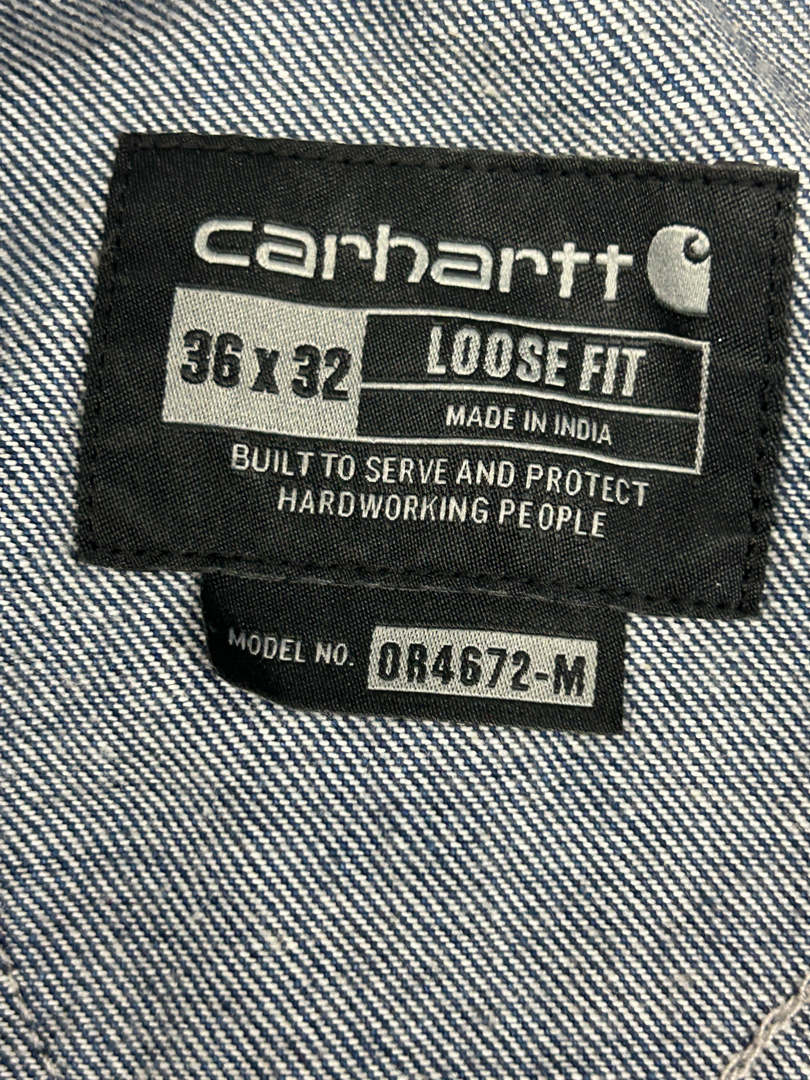 carhartt
36 x 32
LOOSE FIT
MADE IN INDIA
BUILT TO SERVE AND PROTECT
HARDWORKING PEOPLE
MODEL NO. OR4672-M